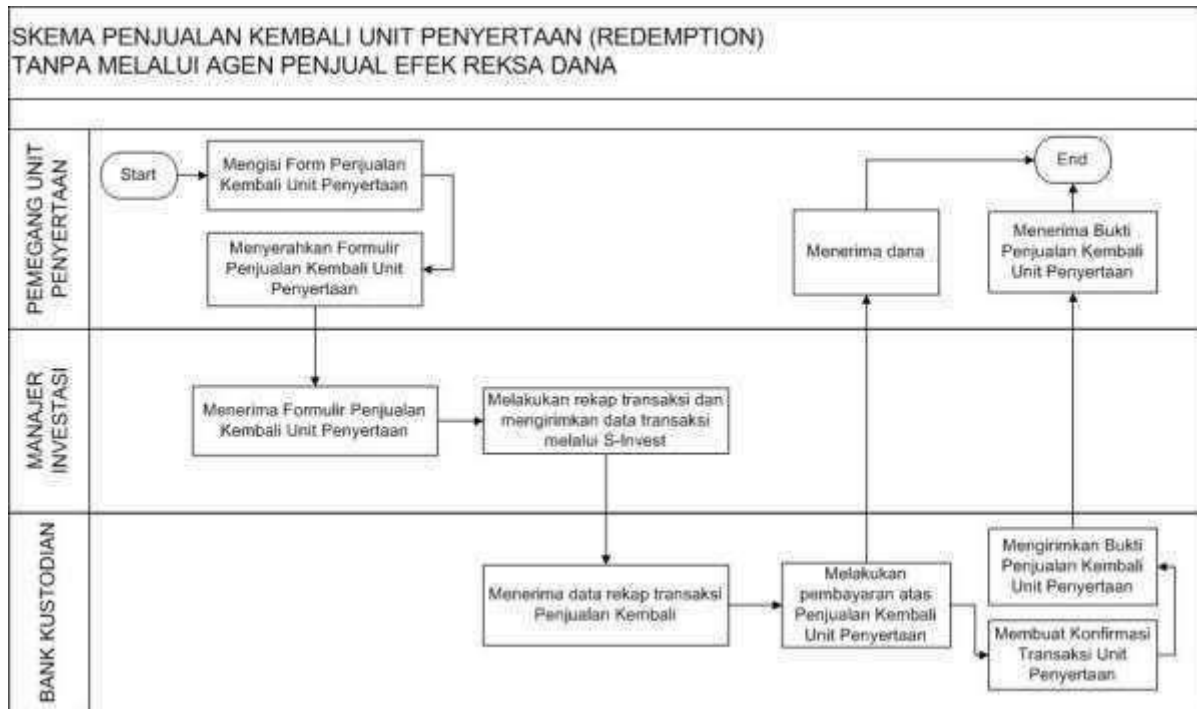 SKEMA PENJUALAN KEMBALI UNIT PENYERTAAN (REDEMPTION)
TANPA MELALUI AGEN PENJUAL EFEK REKSA DANA
PEMEGANG UNIT
PENYERTAAN
Start
Mengisi Form Penjualan
Kembali Unit Penyertaan
Menyerahkan Formulir
Penjualan Kembali Unit
Penyertaan
Menerima dana
End
Menerima Bukti
Penjualan Kembali
Unit Penyertaan
MANAJER
INVESTASI
Menerima Formulir Penjualan
Kembali Unit Penyertaan
Melakukan rekap transaksi dan
mengirimkan data transaksi
melalui S-Invest
BANK KUSTODIAN
Menerima data rekap transaksi
Penjualan Kembali
Melakukan
pembayaran atas
Penjualan Kembali
Unit Penyertaan
Mengirimkan Bukti
Penjualan Kembali
Unit Penyertaan
Membuat Konfirmasi
Transaksi Unit
Penyertaan